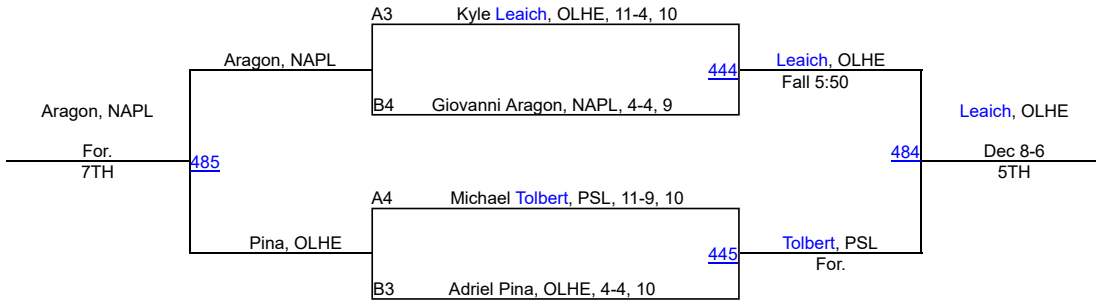 A3
Kyle Leaich, OLHE, 11-4, 10
Aragon, NAPL
444
Leaich, OLHE
Fall 5:50
B4
Giovanni Aragon, NAPL, 4-4, 9
Aragon, NAPL
Leaich, OLHE
For.
7TH
485
484
Dec 8-6
5TH
A4
Michael Tolbert, PSL, 11-9, 10
Pina, OLHE
445
Tolbert, PSL
For.
B3
Adriel Pina, OLHE, 4-4, 10